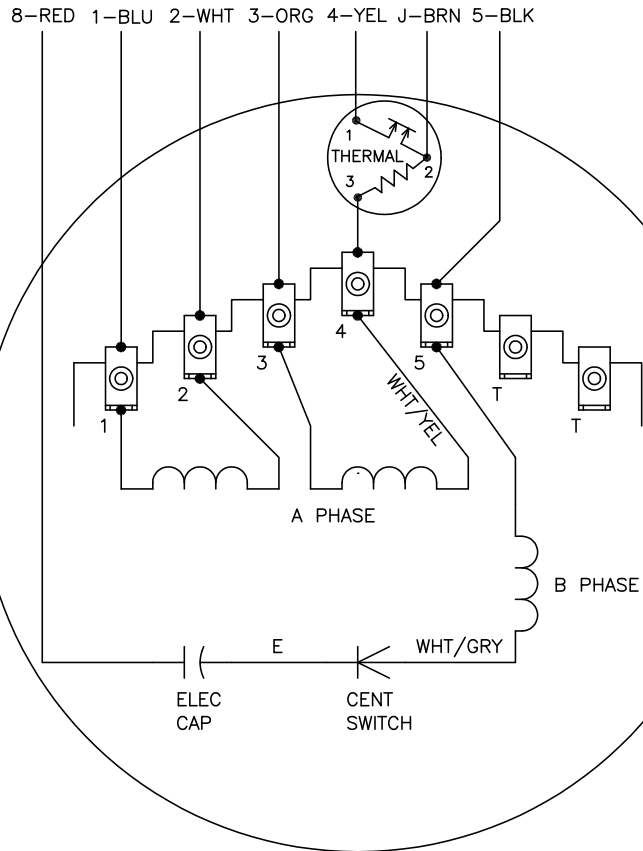 8-RED 1-BLU 2-WHT 3-ORG 4-YEL J-BRN 5-BLK
1
THERMAL
2
3
4
3
5
2
T
1
T
WHT/YEL
A PHASE
B PHASE
E
WHT/GRY
ELEC
CAP
CENT
SWITCH